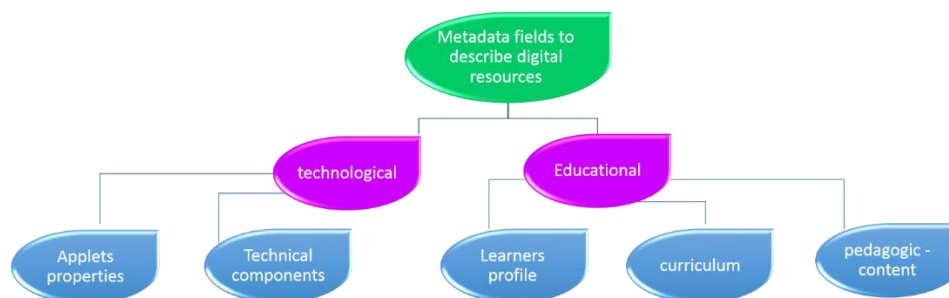 Metadata fields to
describe digital
resources
technological
Educational
Applets
properties
Technical
components
Learners
profile
curriculum
pedagogic -
content